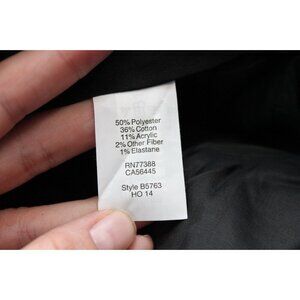 50% Polyester
36% Cotton
11% Acrylic
2% Other Fiber
1% Elastane
RN77388
CA56445
Style B5763
HO 14